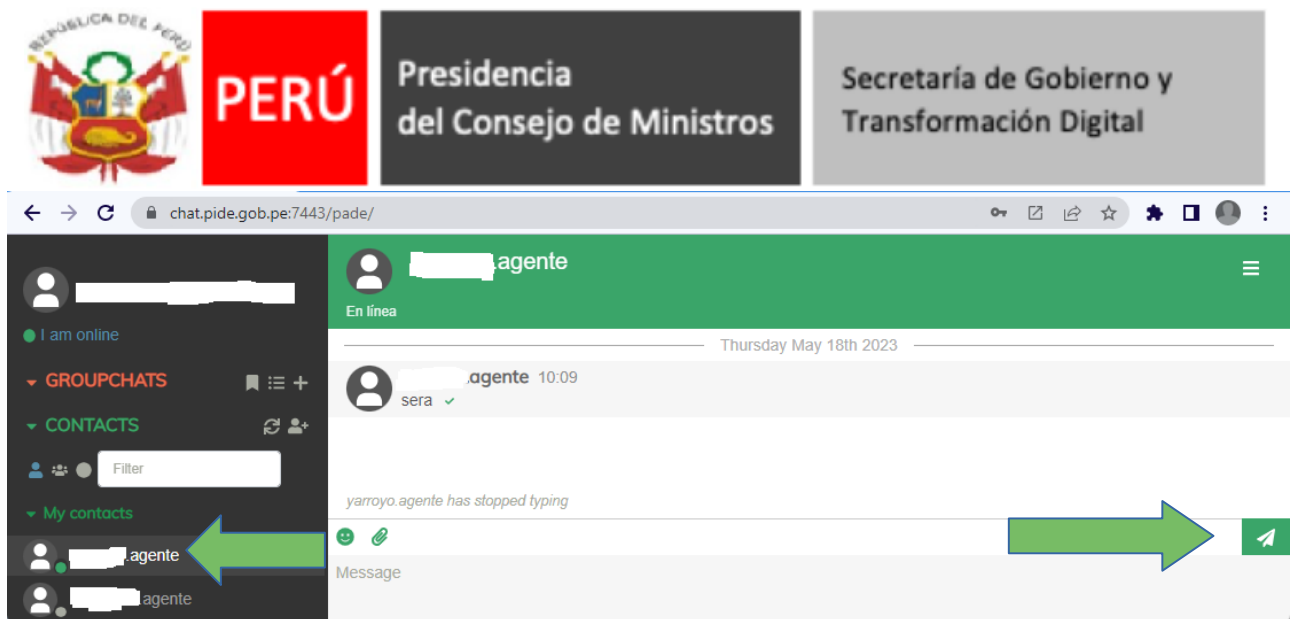 REPÚBLICA DEL PERÚ
PERÚ
Presidencia
del Consejo de Ministros
Secretaría de Gobierno y
Transformación Digital
chat.pide.gob.pe:7443/pade/
.agente
En línea
I am online
Thursday May 18th 2023
GROUPCHATS
.agente 10:09
sera
CONTACTS
Filter
yarroyo.agente has stopped typing
My contacts
.agente
Message
.agente